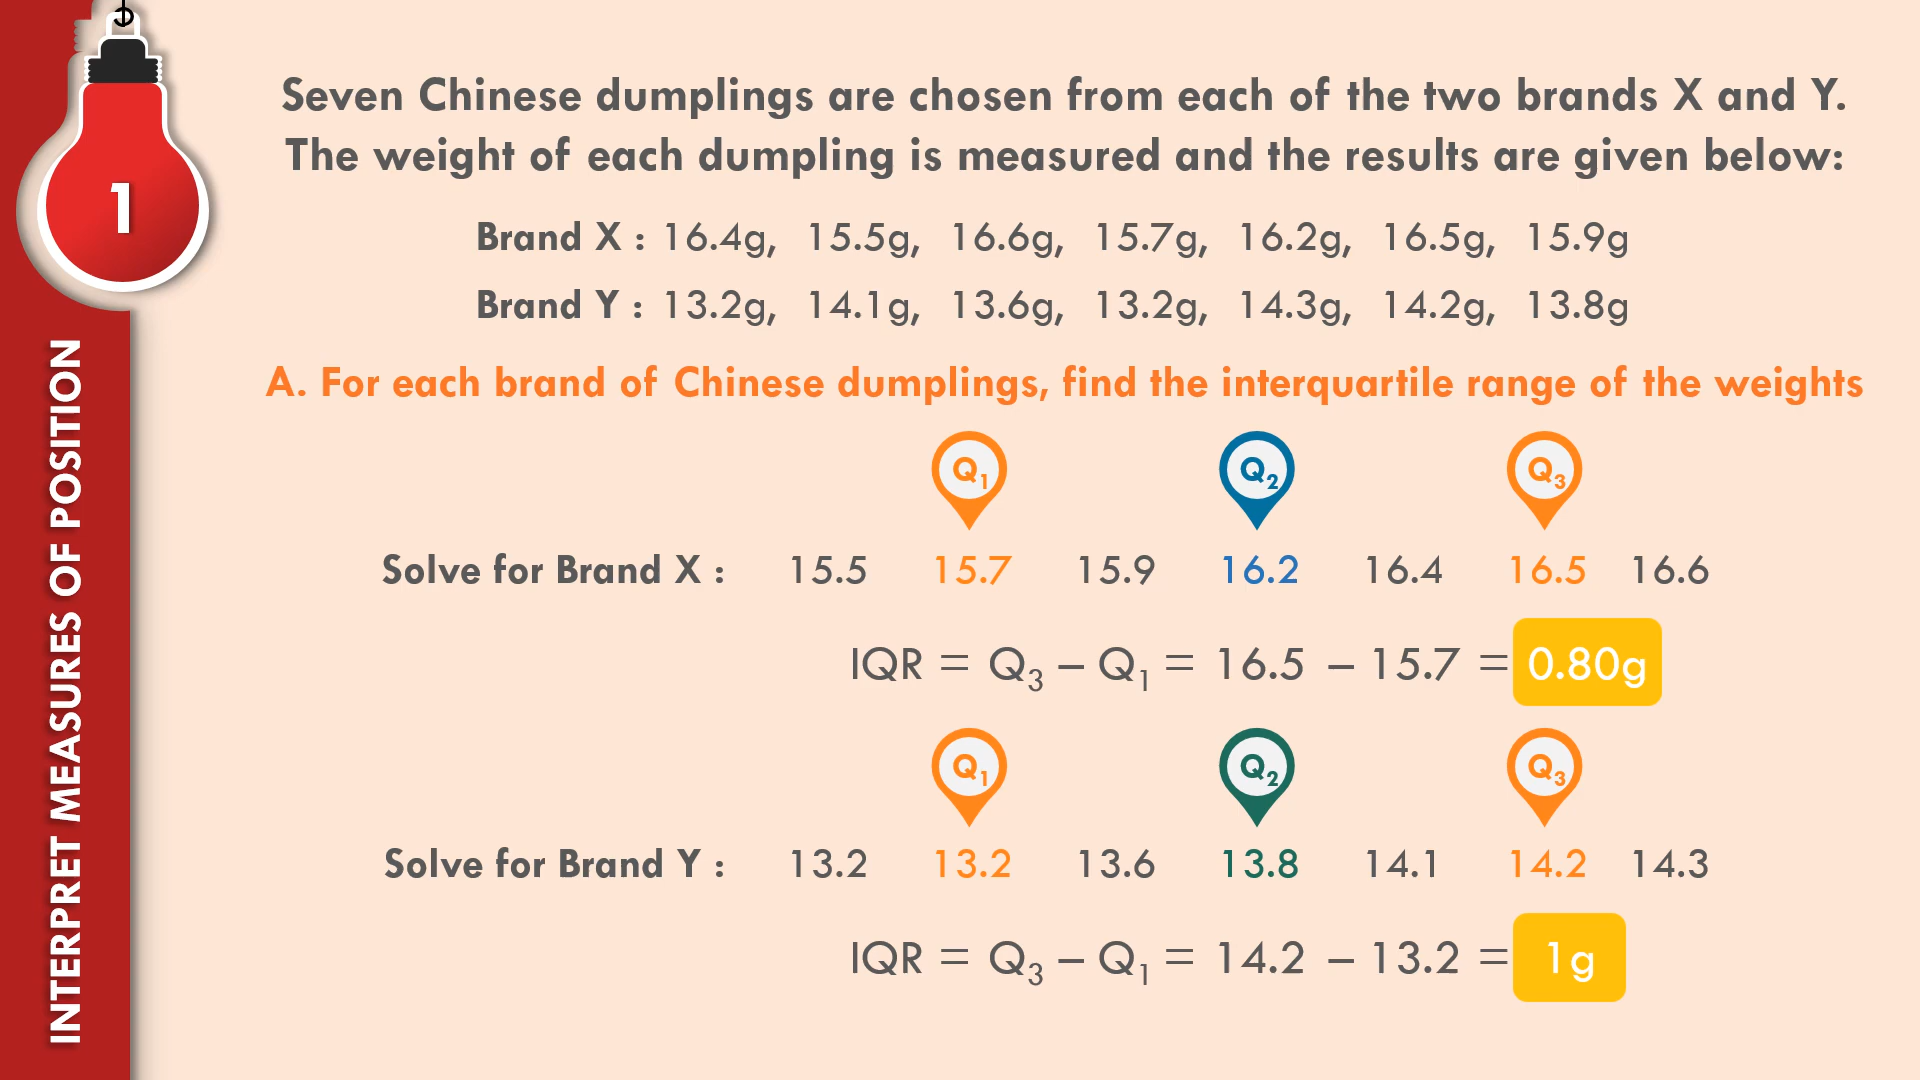 1
INTERPRET MEASURES OF POSITION
Seven Chinese dumplings are chosen from each of the two brands X and Y.
The weight of each dumpling is measured and the results are given below:
Brand X : 16.4g, 15.5g, 16.6g, 15.7g, 16.2g, 16.5g, 15.9g
Brand Y : 13.2g, 14.1g, 13.6g, 13.2g, 14.3g, 14.2g, 13.8g
A. For each brand of Chinese dumplings, find the interquartile range of the weights
Q₁ Q₂ Q₃
Solve for Brand X : 15.5 15.7 15.9 16.2 16.4 16.5 16.6
IQR = Q₃ – Q₁ = 16.5 – 15.7 = 0.80g
Q₁ Q₂ Q₃
Solve for Brand Y : 13.2 13.2 13.6 13.8 14.1 14.2 14.3
IQR = Q₃ – Q₁ = 14.2 – 13.2 = 1g